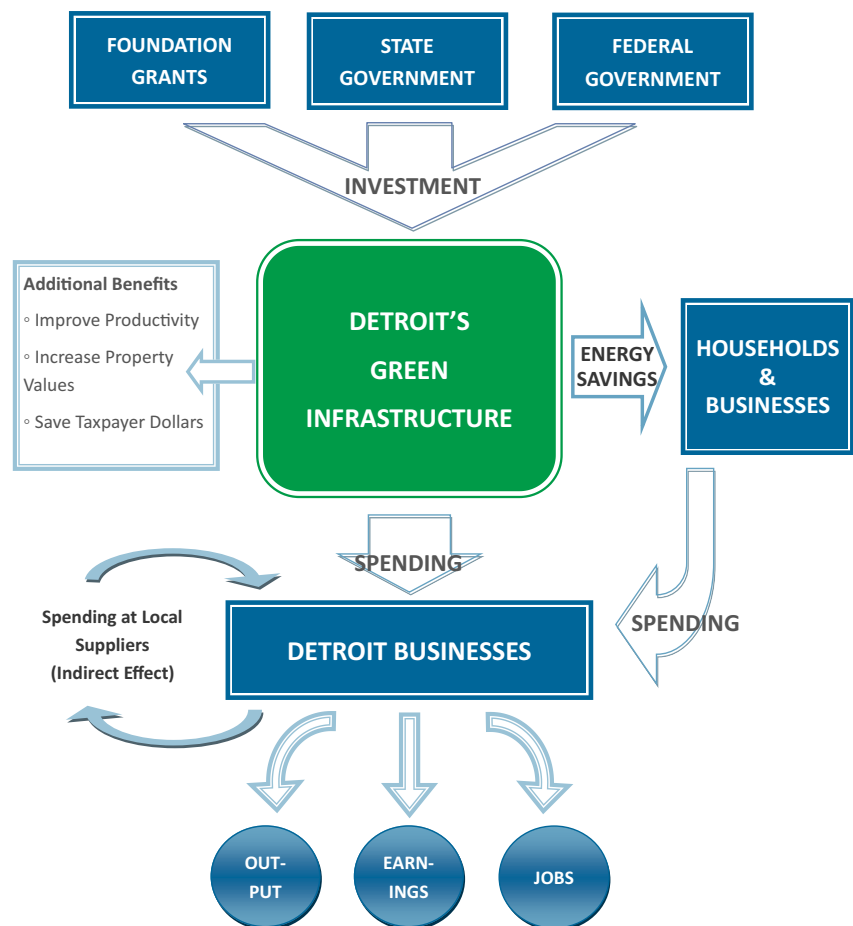 FOUNDATION
GRANTS
STATE
GOVERNMENT
FEDERAL
GOVERNMENT
INVESTMENT
Additional Benefits
◦ Improve Productivity
◦ Increase Property
Values
◦ Save Taxpayer Dollars
DETROIT’S
GREEN
INFRASTRUCTURE
ENERGY
SAVINGS
HOUSEHOLDS
&
BUSINESSES
SPENDING
Spending at Local
Suppliers
(Indirect Effect)
DETROIT BUSINESSES
SPENDING
OUT-
PUT
EARN-
INGS
JOBS